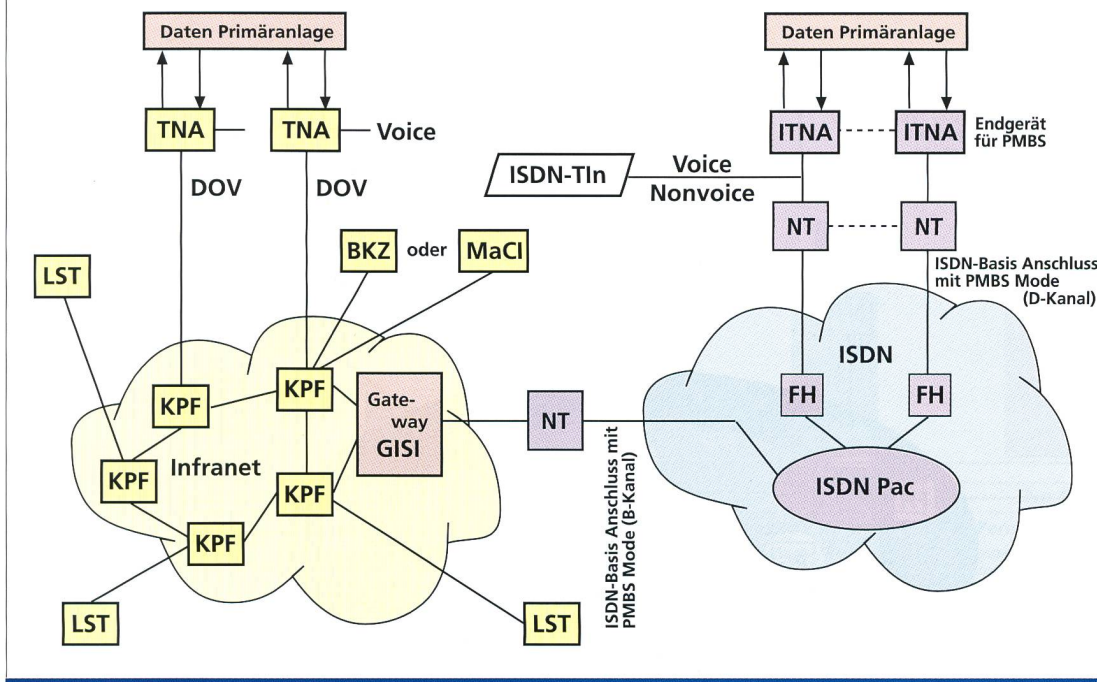 Daten Primäranlage
Daten Primäranlage
TNA
TNA
Voice
ITNA
ITNA
Endgerät
für PMBS
DOV
DOV
ISDN-Tln
Voice
Nonvoice
NT
NT
BKZ
oder
MaCl
LST
ISDN-Basis Anschluss
mit PMBS Mode
(D-Kanal)
ISDN
KPF
KPF
Gate-
way
GISI
NT
FH
FH
Infranet
KPF
KPF
KPF
ISDN Pac
ISDN-Basis Anschluss mit
PMBS Mode (B-Kanal)
LST
LST